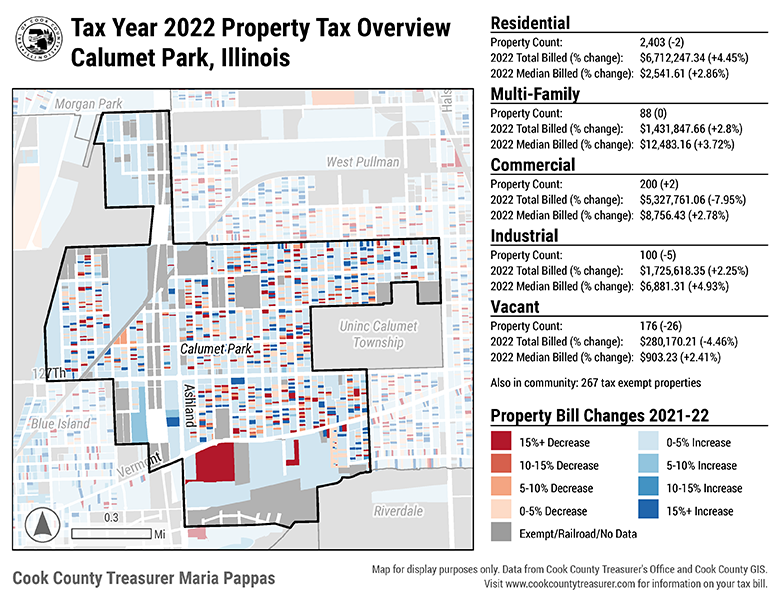 Tax Year 2022 Property Tax Overview
Calumet Park, Illinois
Morgan Park
Hals
West Pullman
Uninc Calumet
Township
Calumet Park
127Th
Ashland
Blue Island
Vermont
Riverdale
0.3
Mi
Residential
Property Count: 2,403 (-2)
2022 Total Billed (% change): $6,712,247.34 (+4.45%)
2022 Median Billed (% change): $2,541.61 (+2.86%)
Multi-Family
Property Count: 88 (0)
2022 Total Billed (% change): $1,431,847.66 (+2.8%)
2022 Median Billed (% change): $12,483.16 (+3.72%)
Commercial
Property Count: 200 (+2)
2022 Total Billed (% change): $5,327,761.06 (-7.95%)
2022 Median Billed (% change): $8,756.43 (+2.78%)
Industrial
Property Count: 100 (-5)
2022 Total Billed (% change): $1,725,618.35 (+2.25%)
2022 Median Billed (% change): $6,881.31 (+4.93%)
Vacant
Property Count: 176 (-26)
2022 Total Billed (% change): $280,170.21 (-4.46%)
2022 Median Billed (% change): $903.23 (+2.41%)
Also in community: 267 tax exempt properties
Property Bill Changes 2021-22
15%+ Decrease
10-15% Decrease
5-10% Decrease
0-5% Decrease
Exempt/Railroad/No Data
0-5% Increase
5-10% Increase
10-15% Increase
15%+ Increase
Cook County Treasurer Maria Pappas
Map for display purposes only. Data from Cook County Treasurer's Office and Cook County GIS.
Visit www.cookcountytreasurer.com for information on your tax bill.